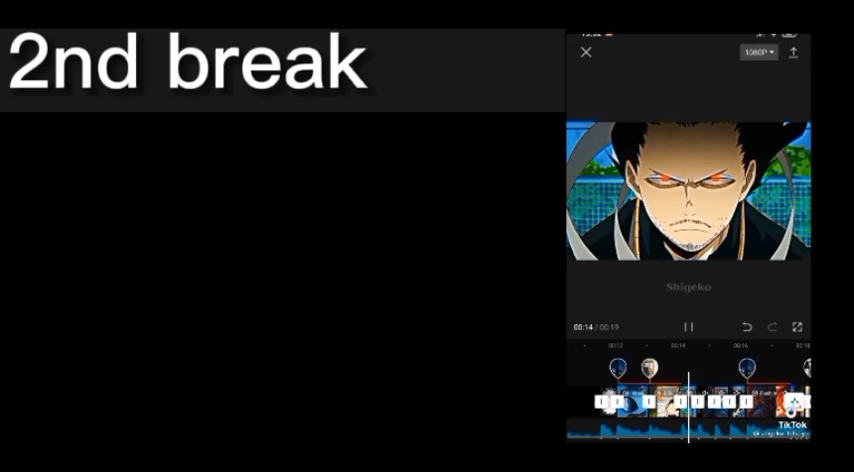 2nd break
1080P
Shigeko
00:14 / 00:19
00:12
00:14
00:16
TikTok